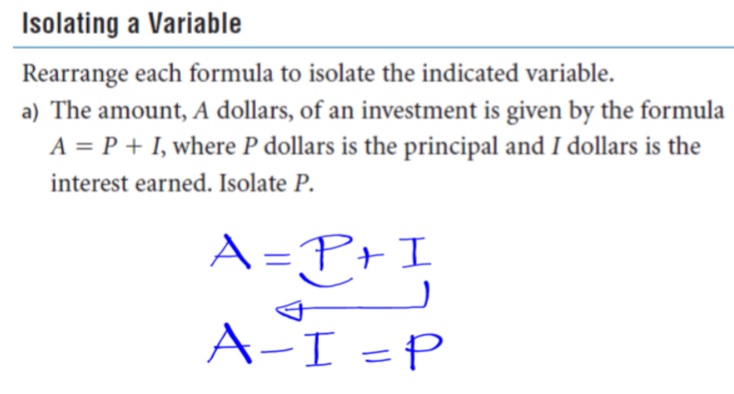 Isolating a Variable
Rearrange each formula to isolate the indicated variable.
a) The amount, A dollars, of an investment is given by the formula
A = P + I, where P dollars is the principal and I dollars is the
interest earned. Isolate P.
A = P + I
A - I = P